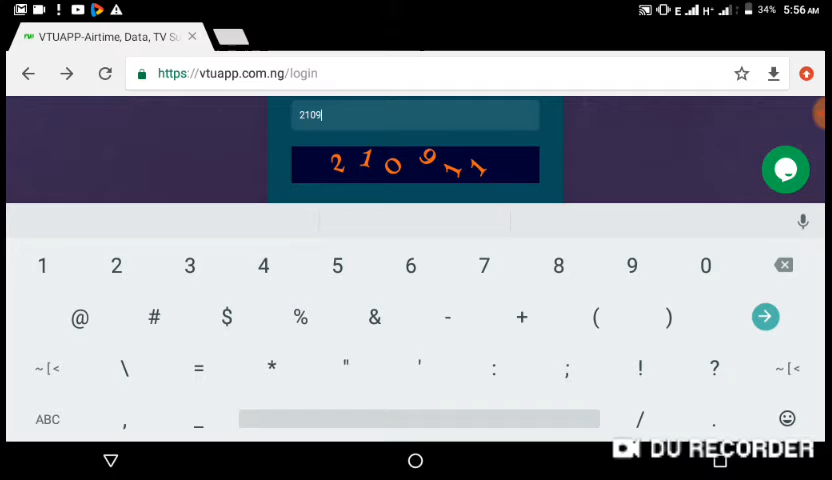 E H+ 34% 5:56 AM
VTUAPP-Airtime, Data, TV Su
https://vtuapp.com.ng/login
2109
210911
1 2 3 4 5 6 7 8 9 0
@ # $ % & - + ( )
~[< \ = * " ' : ; ! ? ~[<
ABC , _ / .
DU RECORDER